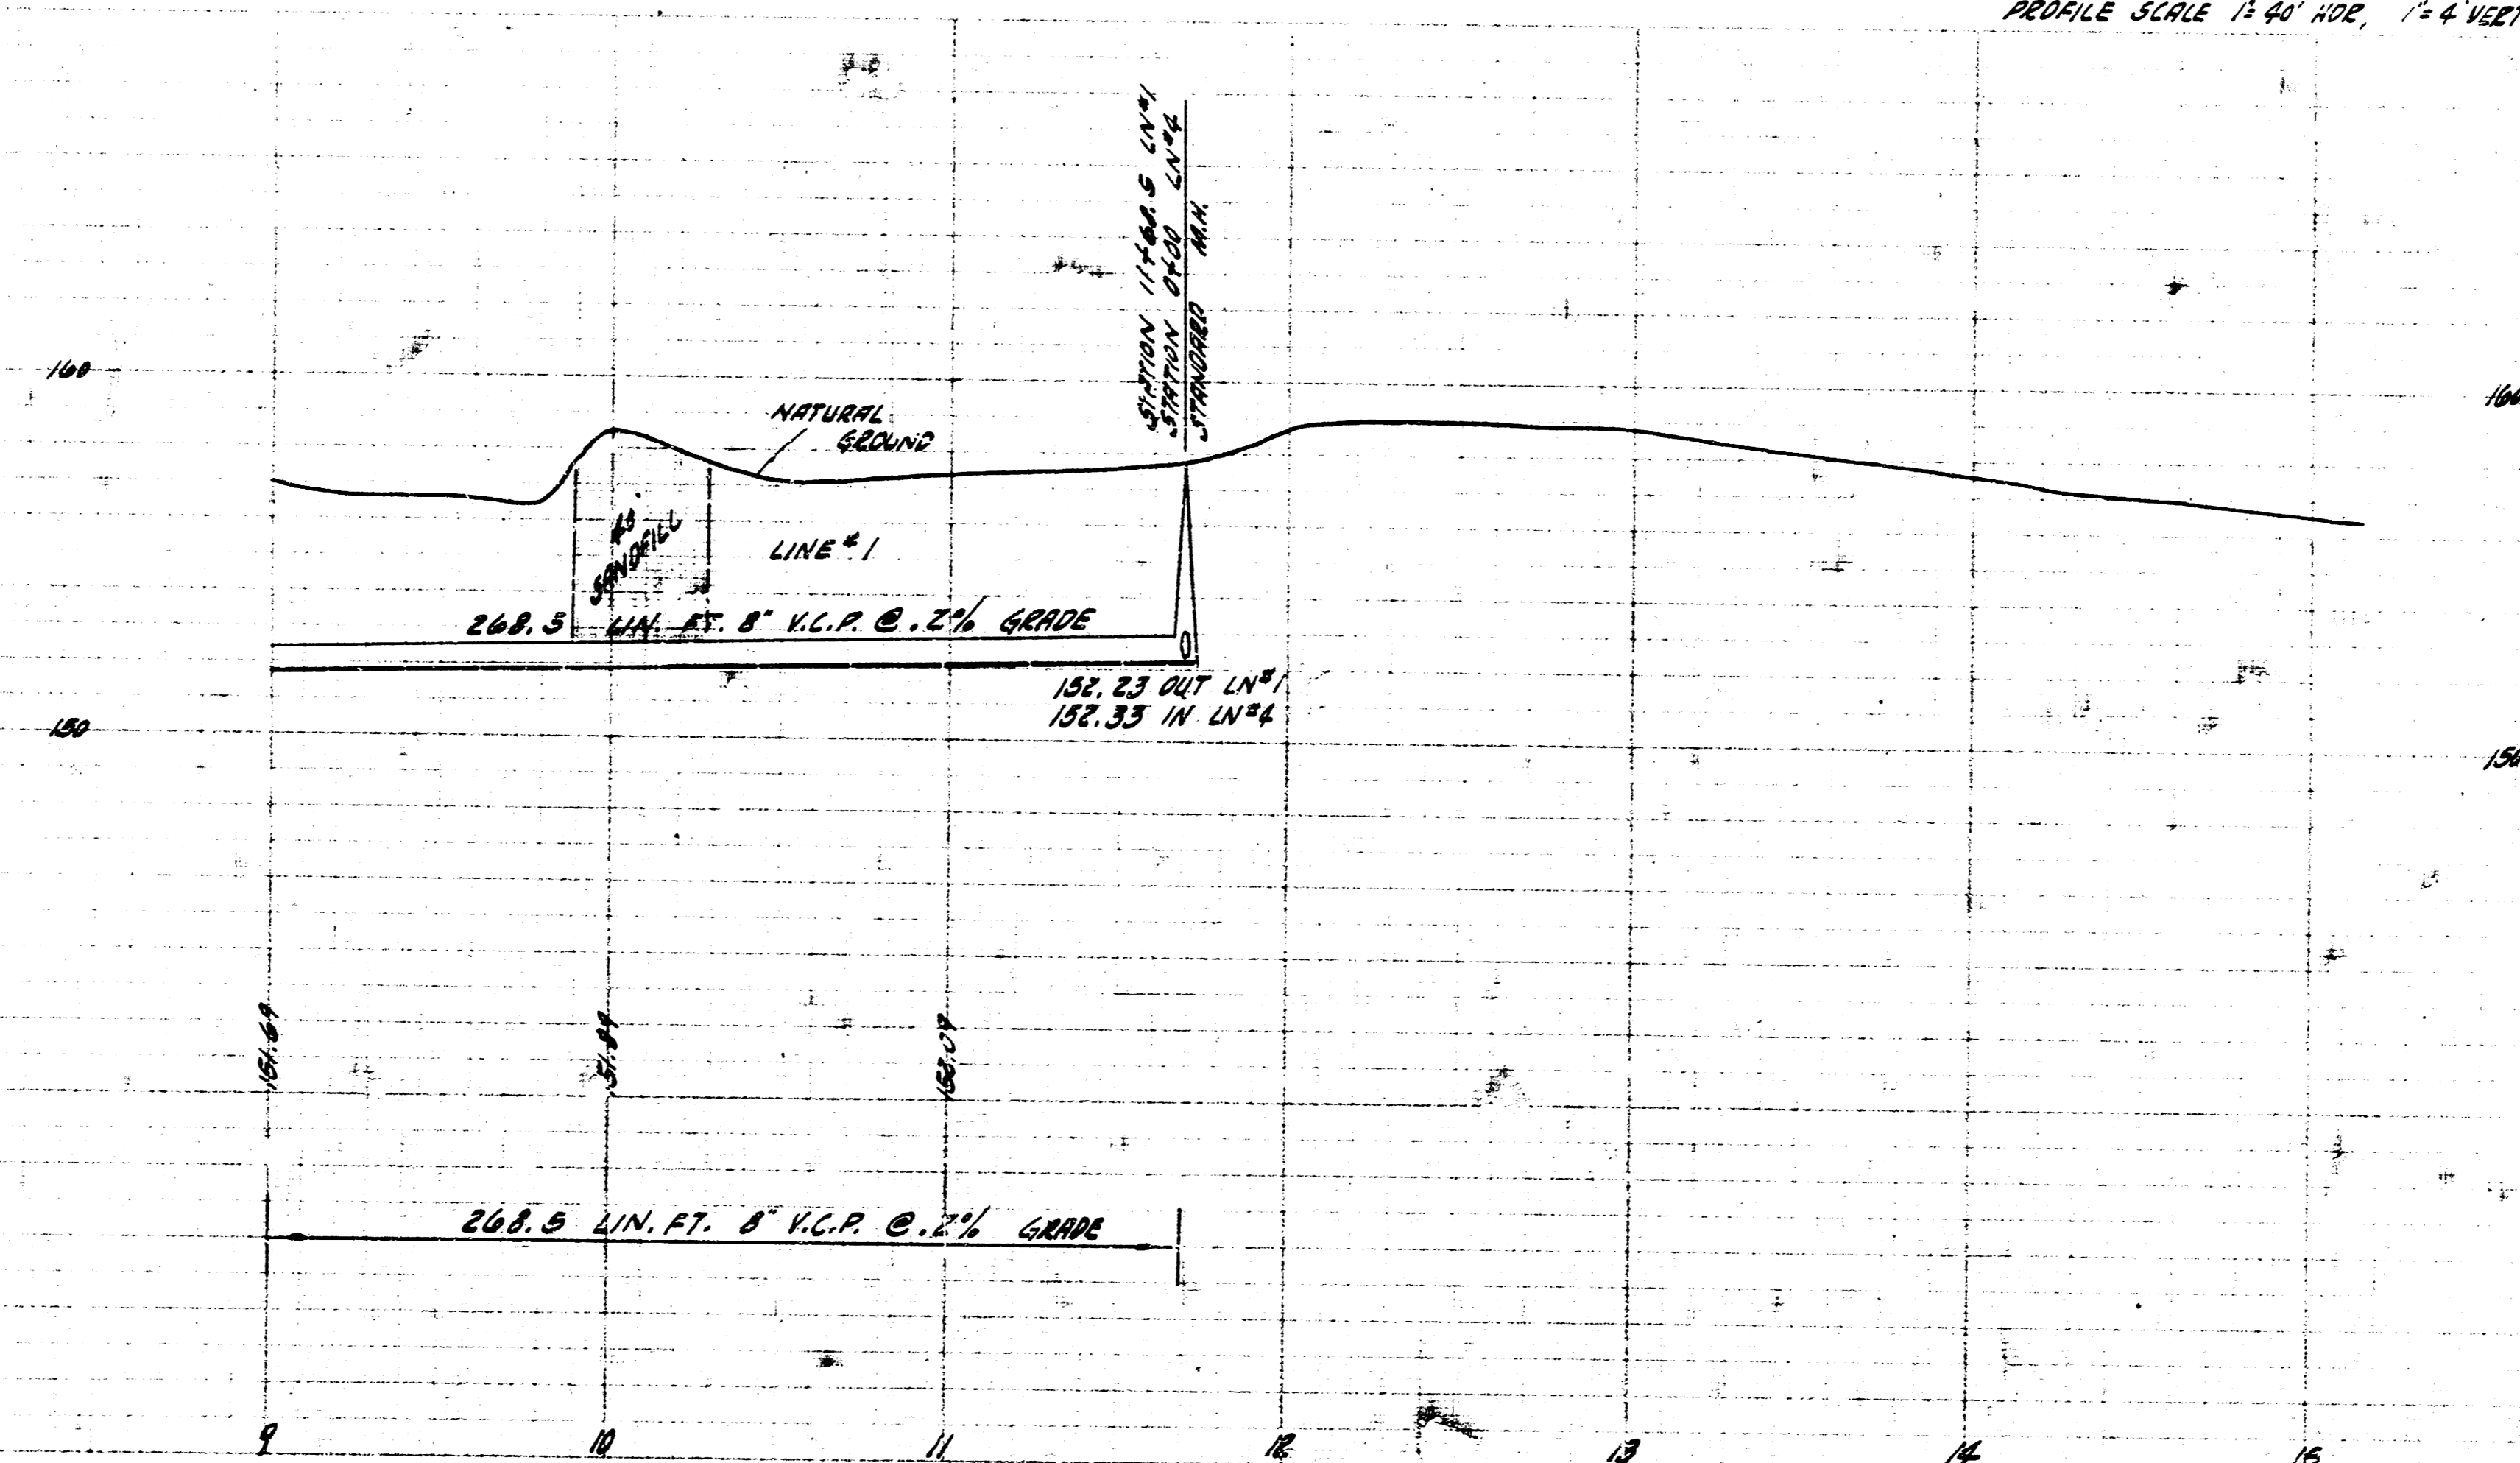 PROFILE SCALE 1"= 40' HOR, 1"= 4' VERT
STATION 11+68.5 LN#1
STATION 0+00 LN#4
STANDARD M.H.
160
160
NATURAL
GROUND
SANDFILL
LINE #1
268.5 LIN. FT. 8" V.C.P. @ .2% GRADE
152.23 OUT LN#1
152.33 IN LN#4
150
150
151.69
151.89
152.09
268.5 LIN. FT. 8" V.C.P. @ .2% GRADE
9
10
11
12
13
14
15